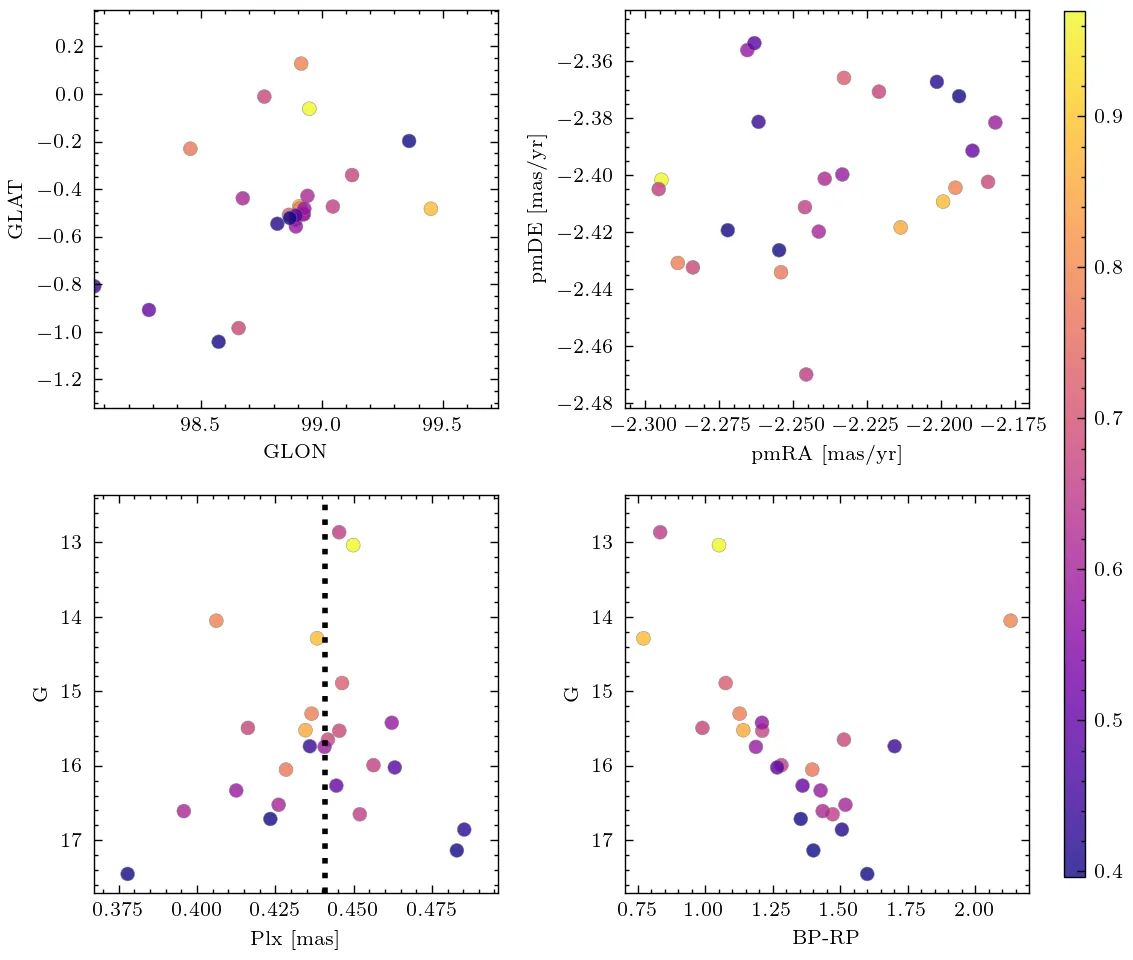 0.2
0.0
−0.2
−0.4
−0.6
−0.8
−1.0
−1.2
GLAT
98.5 99.0 99.5
GLON
−2.36
−2.38
−2.40
−2.42
−2.44
−2.46
−2.48
pmDE [mas/yr]
−2.300 −2.275 −2.250 −2.225 −2.200 −2.175
pmRA [mas/yr]
13
14
15
16
17
G
0.375 0.400 0.425 0.450 0.475
Plx [mas]
13
14
15
16
17
G
0.75 1.00 1.25 1.50 1.75 2.00
BP-RP
0.9
0.8
0.7
0.6
0.5
0.4